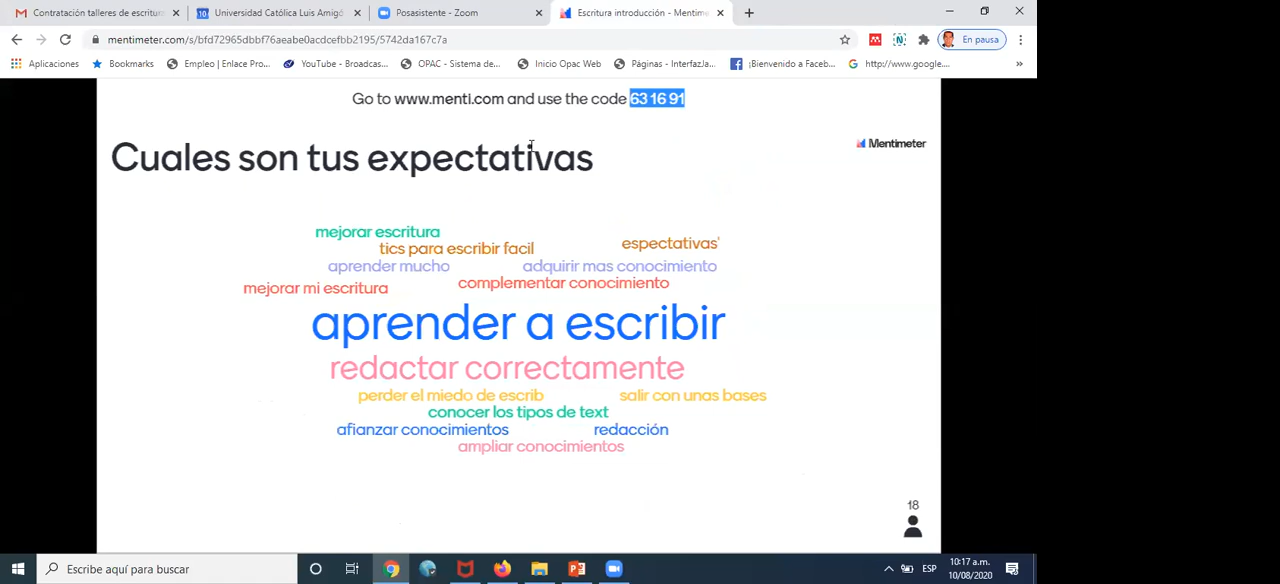 Contratación talleres de escritur
Universidad Católica Luis Amigó
Posasistente - Zoom
Escritura introducción - Mentime
mentimeter.com/s/bfd72965dbbf76aeabe0acdcefbb2195/5742da167c7a
En pausa
Aplicaciones
Bookmarks
Empleo | Enlace Pro...
YouTube - Broadcas...
OPAC - Sistema de...
Inicio Opac Web
Páginas - InterfazJa...
¡Bienvenido a Faceb...
http://www.google....
»
Go to www.menti.com and use the code 63 16 91
Cuales son tus expectativas
Mentimeter
mejorar escritura
tics para escribir facil
espectativas'
aprender mucho
adquirir mas conocimiento
mejorar mi escritura
complementar conocimiento
aprender a escribir
redactar correctamente
perder el miedo de escrib
salir con unas bases
conocer los tipos de text
afianzar conocimientos
redacción
ampliar conocimientos
18
Escribe aquí para buscar
ESP
10:17 a.m.
10/08/2020